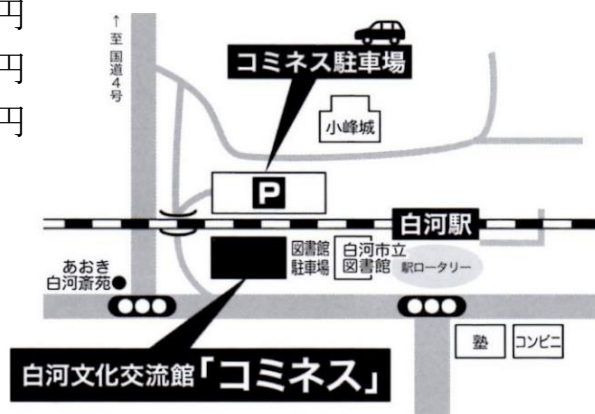 円
円
円
↑至 国道4号
コミネス駐車場
小峰城
P
白河駅
図書館
駐車場
白河市立
図書館
駅ロータリー
あおき
白河斎苑
塾
コンビニ
白河文化交流館「コミネス」